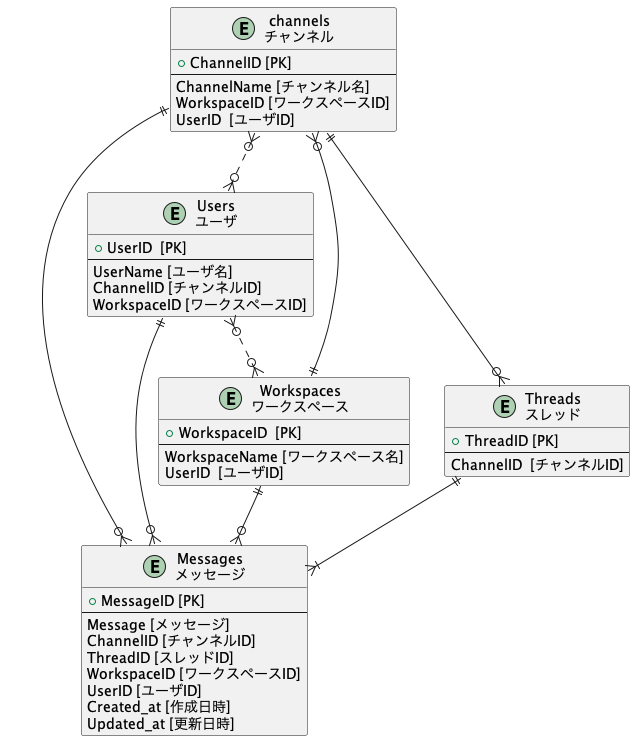 E
channels
チャンネル
ChannelID [PK]
ChannelName [チャンネル名]
WorkspaceID [ワークスペースID]
UserID [ユーザID]
E
Users
ユーザ
UserID [PK]
UserName [ユーザ名]
ChannelID [チャンネルID]
WorkspaceID [ワークスペースID]
E
Workspaces
ワークスペース
WorkspaceID [PK]
WorkspaceName [ワークスペース名]
UserID [ユーザID]
E
Threads
スレッド
ThreadID [PK]
ChannelID [チャンネルID]
E
Messages
メッセージ
MessageID [PK]
Message [メッセージ]
ChannelID [チャンネルID]
ThreadID [スレッドID]
WorkspaceID [ワークスペースID]
UserID [ユーザID]
Created_at [作成日時]
Updated_at [更新日時]